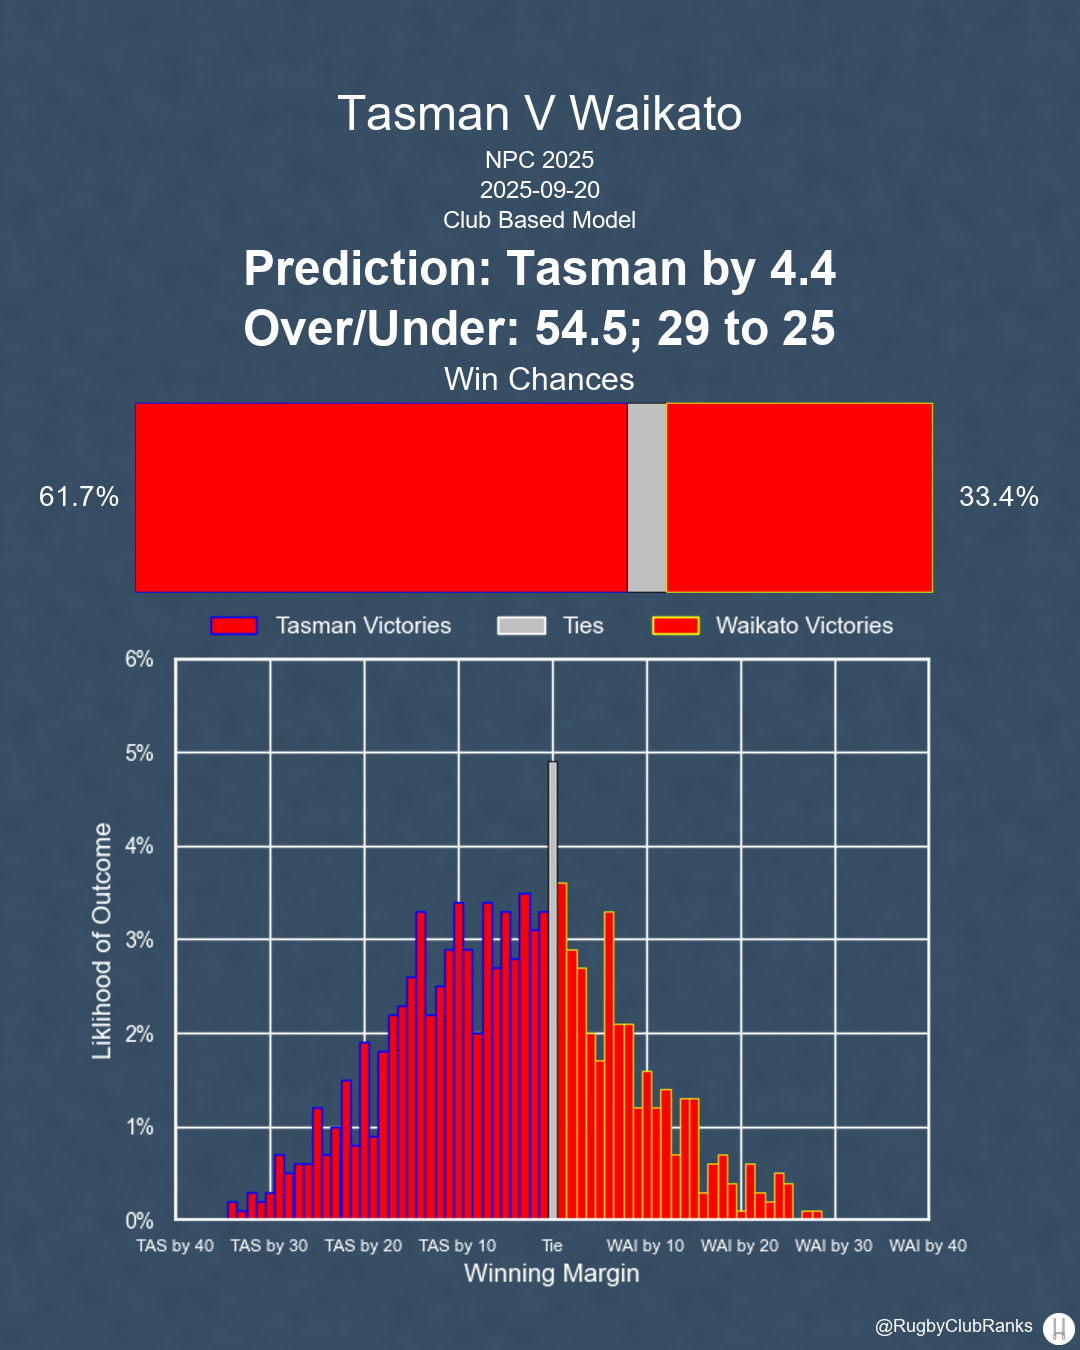 Tasman V Waikato
NPC 2025
2025-09-20
Club Based Model
Prediction: Tasman by 4.4
Over/Under: 54.5; 29 to 25
Win Chances
61.7%
33.4%
Tasman Victories
Ties
Waikato Victories
6%
5%
4%
3%
2%
1%
0%
Liklihood of Outcome
TAS by 40
TAS by 30
TAS by 20
TAS by 10
Tie
WAI by 10
WAI by 20
WAI by 30
WAI by 40
Winning Margin
@RugbyClubRanks